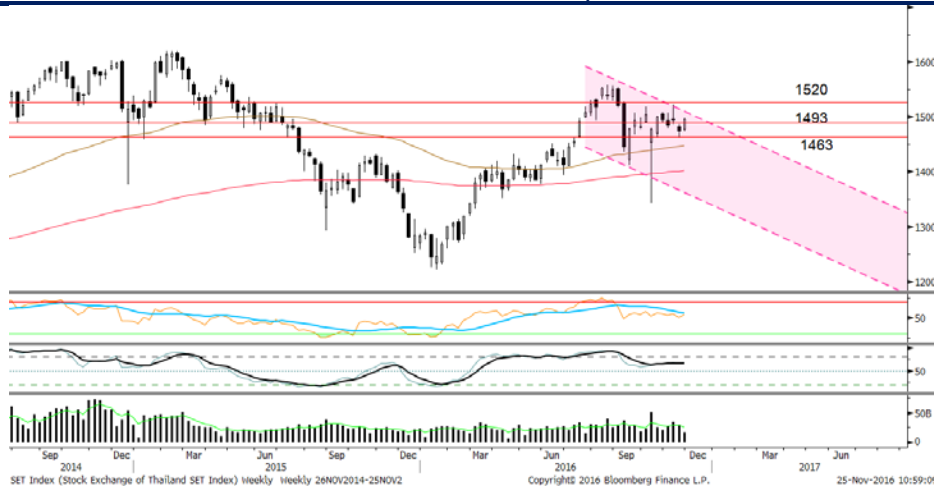 1600
1520
1500
1493
1463
1400
1300
1200
50
50
50B
0
Sep Dec Mar Jun Sep Dec Mar Jun Sep Dec Mar Jun
2014 2015 2016 2017
SET Index (Stock Exchange of Thailand SET Index) Weekly Weekly 26NOV2014-25NOV2 Copyright© 2016 Bloomberg Finance L.P. 25-Nov-2016 10:59:09